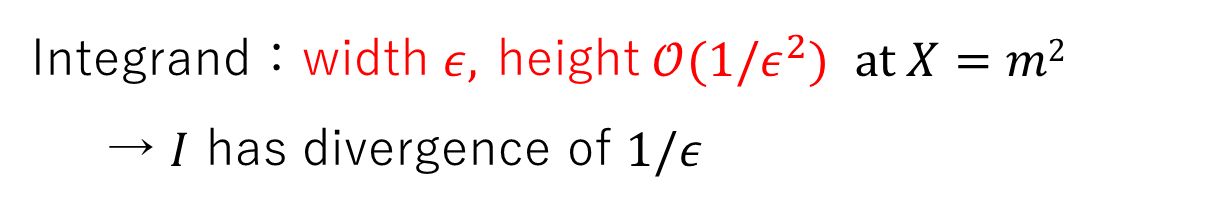 Integrand：width ϵ, height 𝒪(1/ϵ²) at X = m²
→ I has divergence of 1/ϵ